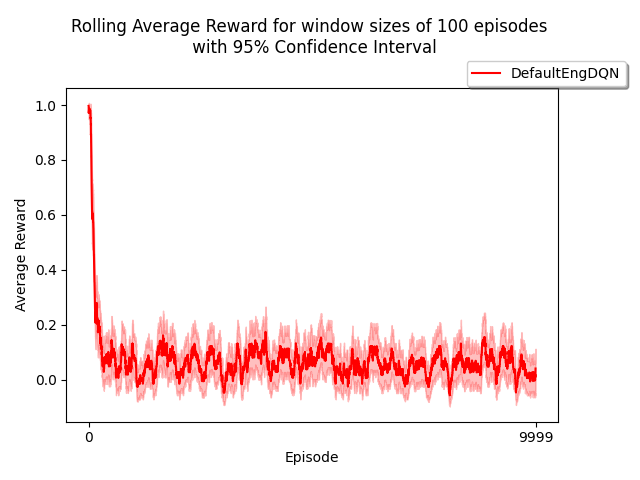 Rolling Average Reward for window sizes of 100 episodes
with 95% Confidence Interval
DefaultEngDQN
1.0
0.8
0.6
0.4
0.2
0.0
Average Reward
0
9999
Episode